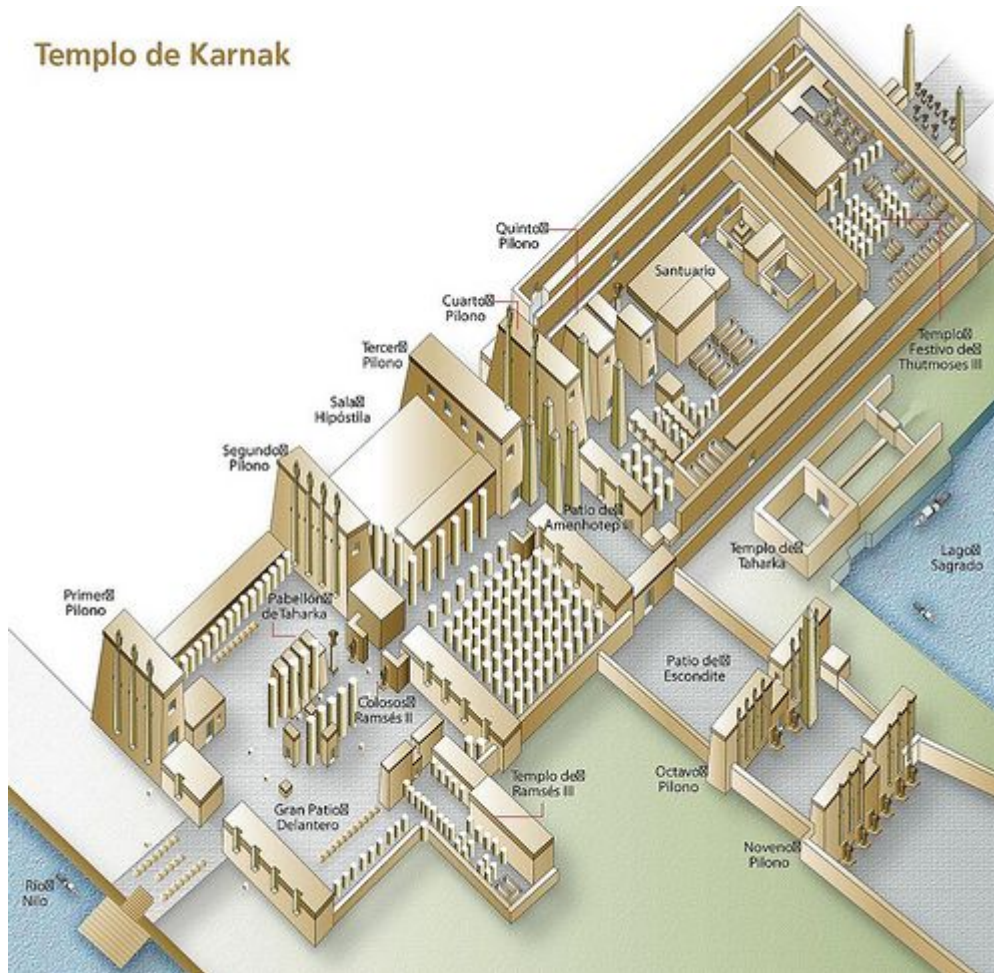 Templo de Karnak
Quinto
Pilono
Santuario
Cuarto
Pilono
Templo
Festivo de
Thutmoses III
Tercer
Pilono
Sala
Hipóstila
Segundo
Pilono
Patio de
Amenhotep II
Templo de
Taharka
Lago
Sagrado
Primer
Pilono
Pabellón
de Taharka
Patio de
Escondite
Colosos
Ramsés II
Octavo
Pilono
Templo de
Ramsés III
Gran Patio
Delantero
Noveno
Pilono
Río
Nilo